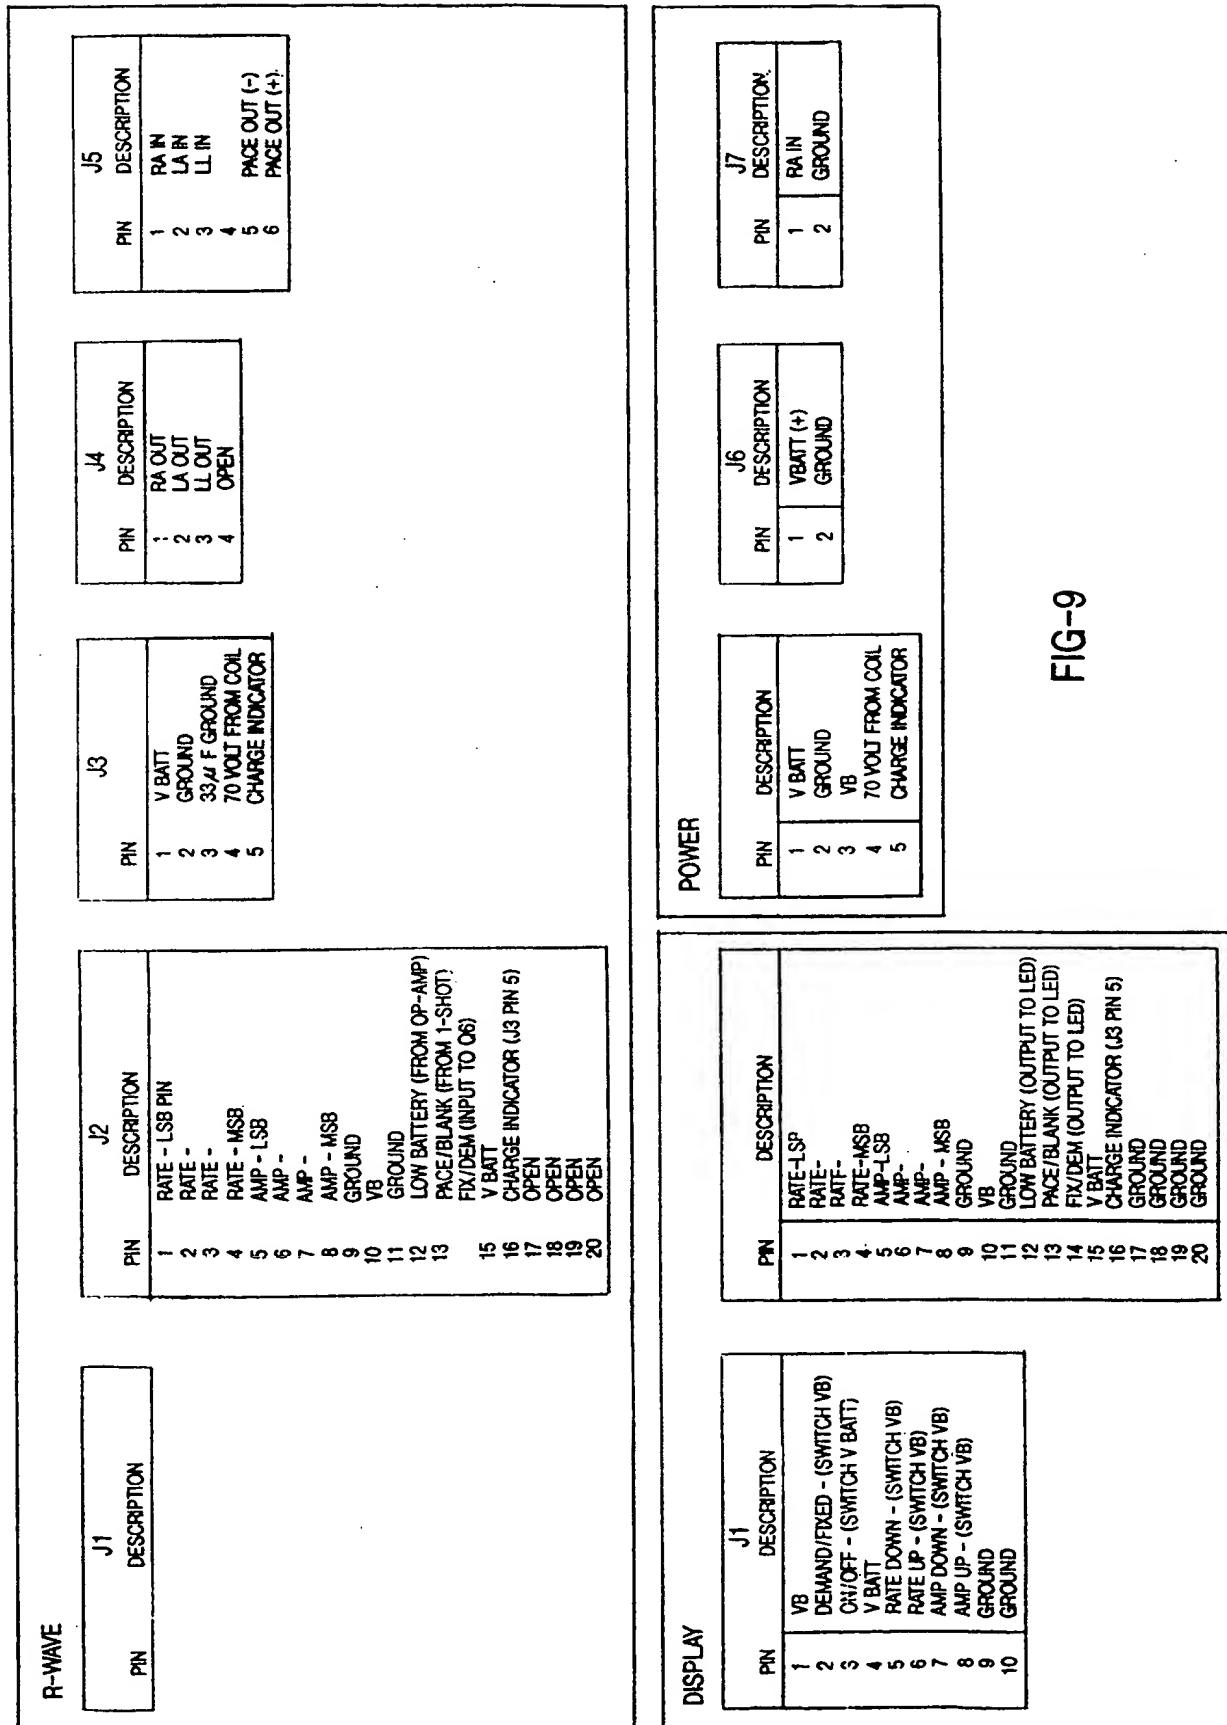 R-WAVE
J1
PIN DESCRIPTION
J2
PIN DESCRIPTION
1 RATE - LSB PIN
2 RATE -
3 RATE -
4 RATE - MSB.
5 AMP - LSB
6 AMP -
7 AMP -
8 AMP - MSB
9 GROUND
10 VB
11 GROUND
12 LOW BATTERY (FROM OP-AMP)
13 PACE/BLANK (FROM 1-SHOT)
FIX/DEM (INPUT TO Q6)
15 V BATT
16 CHARGE INDICATOR (J3 PIN 5)
17 OPEN
18 OPEN
19 OPEN
20 OPEN
J3
PIN
1 V BATT
2 GROUND
3 33µ F GROUND
4 70 VOLT FROM COIL
5 CHARGE INDICATOR
J4
PIN DESCRIPTION
1 RA OUT
2 LA OUT
3 LL OUT
4 OPEN
J5
PIN DESCRIPTION
1 RA IN
2 LA IN
3 LL IN
4
5 PACE OUT (-)
6 PACE OUT (+).
DISPLAY
J1
PIN DESCRIPTION
1 VB
2 DEMAND/FIXED - (SWITCH VB)
3 ON/OFF - (SWITCH V BATT)
4 V BATT
5 RATE DOWN - (SWITCH VB)
6 RATE UP - (SWITCH VB)
7 AMP DOWN - (SWITCH VB)
8 AMP UP - (SWITCH VB)
9 GROUND
10 GROUND
PIN DESCRIPTION
1 RATE-LSP
2 RATE-
3 RATE-
4. RATE-MSB
5 AMP-LSB
6 AMP-
7 AMP-
8 AMP - MSB
9 GROUND
10 VB
11 GROUND
12 LOW BATTERY (OUTPUT TO LED)
13 PACE/BLANK (OUTPUT TO LED)
14 FIX/DEM (OUTPUT TO LED)
15 V BATT
16 CHARGE INDICATOR (J3 PIN 5)
17 GROUND
18 GROUND
19 GROUND
20 GROUND
POWER
PIN DESCRIPTION
1 V BATT
2 GROUND
3 VB
4 70 VOLT FROM COIL
5 CHARGE INDICATOR
J6
PIN DESCRIPTION
1 VBATT (+)
2 GROUND
J7
PIN DESCRIPTION.
1 RA IN
2 GROUND
FIG-9